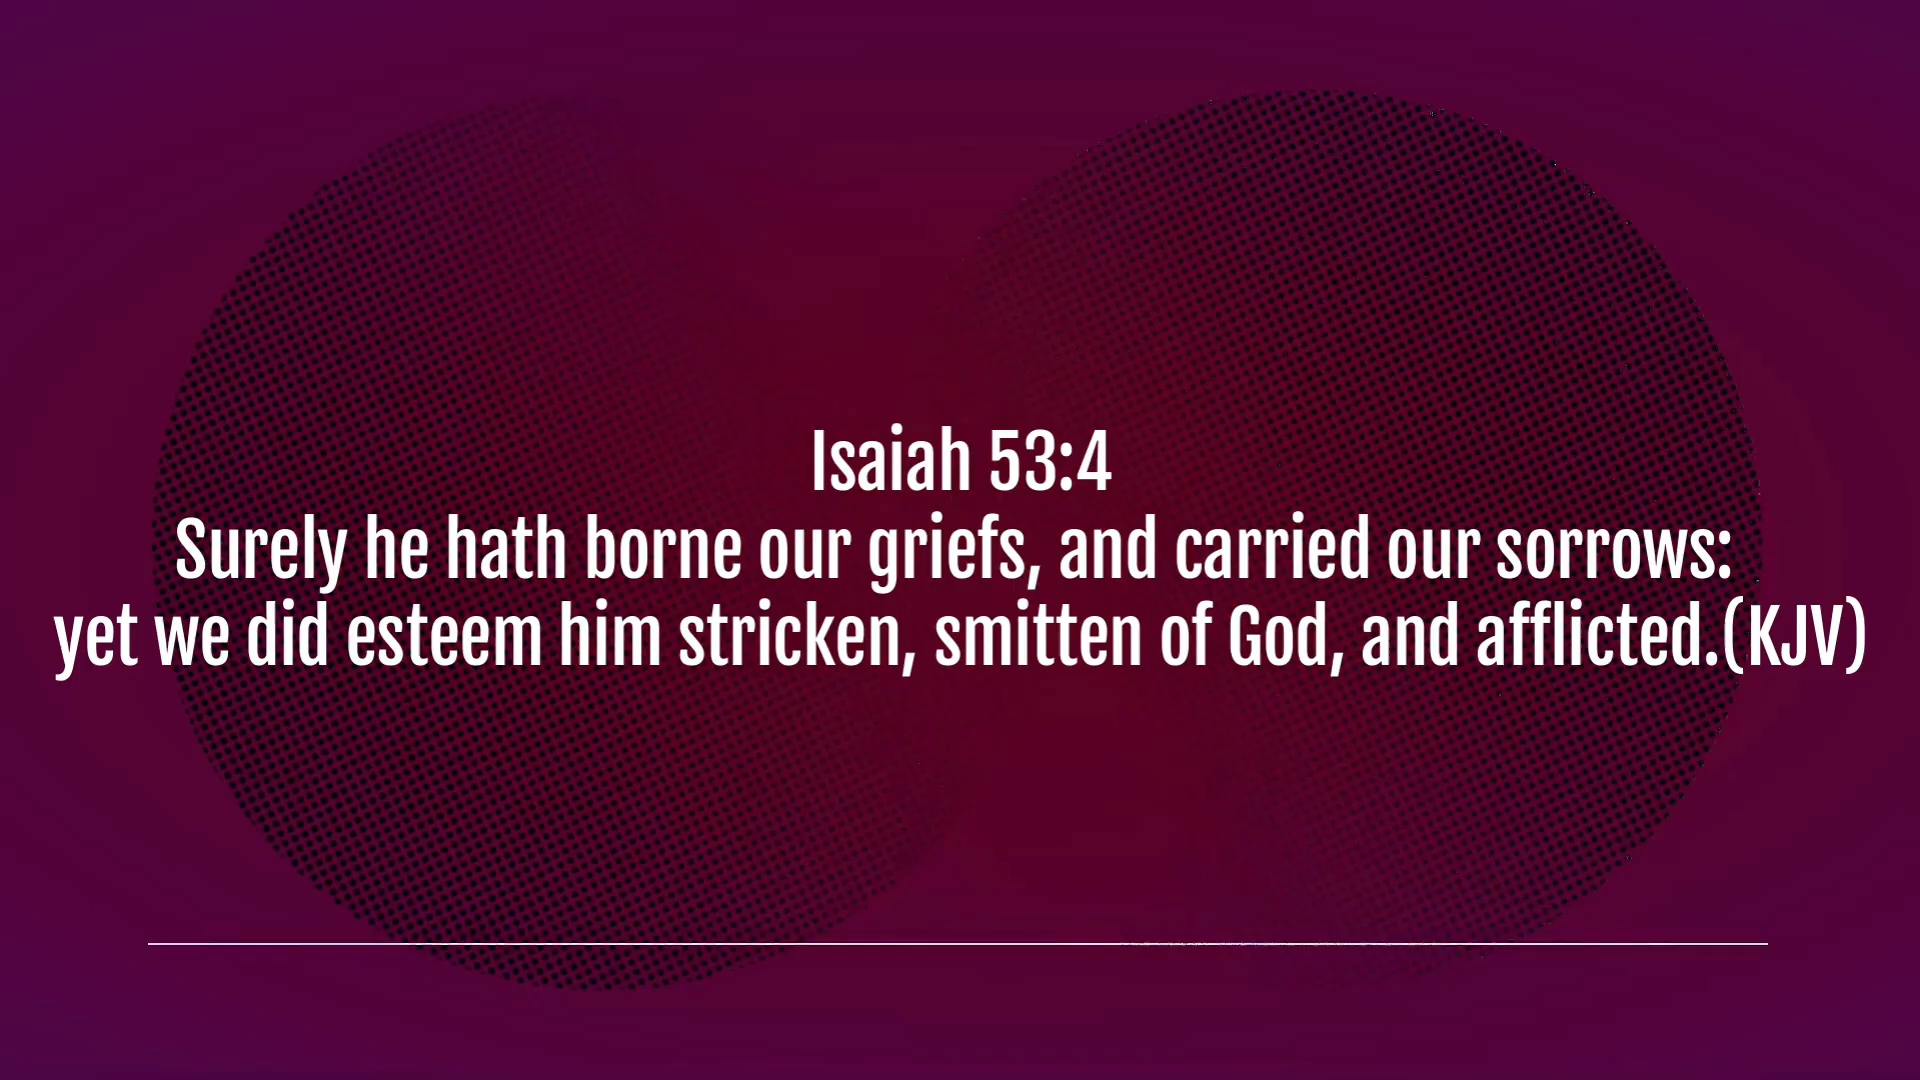 Isaiah 53:4
Surely he hath borne our griefs, and carried our sorrows:
yet we did esteem him stricken, smitten of God, and afflicted.(KJV)